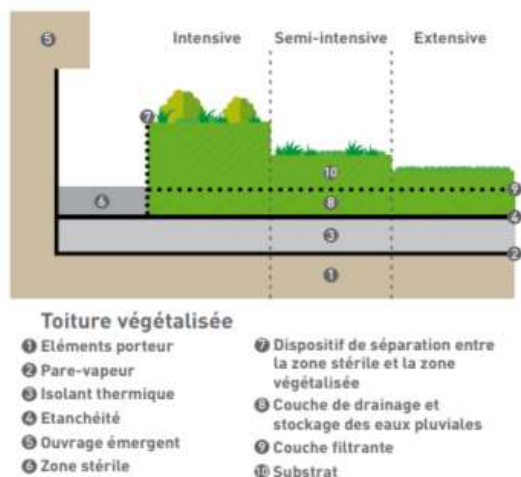 Intensive Semi-intensive Extensive
5
7
10
6
9
8
4
3
2
1
Toiture végétalisée
1 Eléments porteur
2 Pare-vapeur
3 Isolant thermique
4 Etanchéité
5 Ouvrage émergent
6 Zone stérile
7 Dispositif de séparation entre
la zone stérile et la zone
végétalisée
8 Couche de drainage et
stockage des eaux pluviales
9 Couche filtrante
10 Substrat